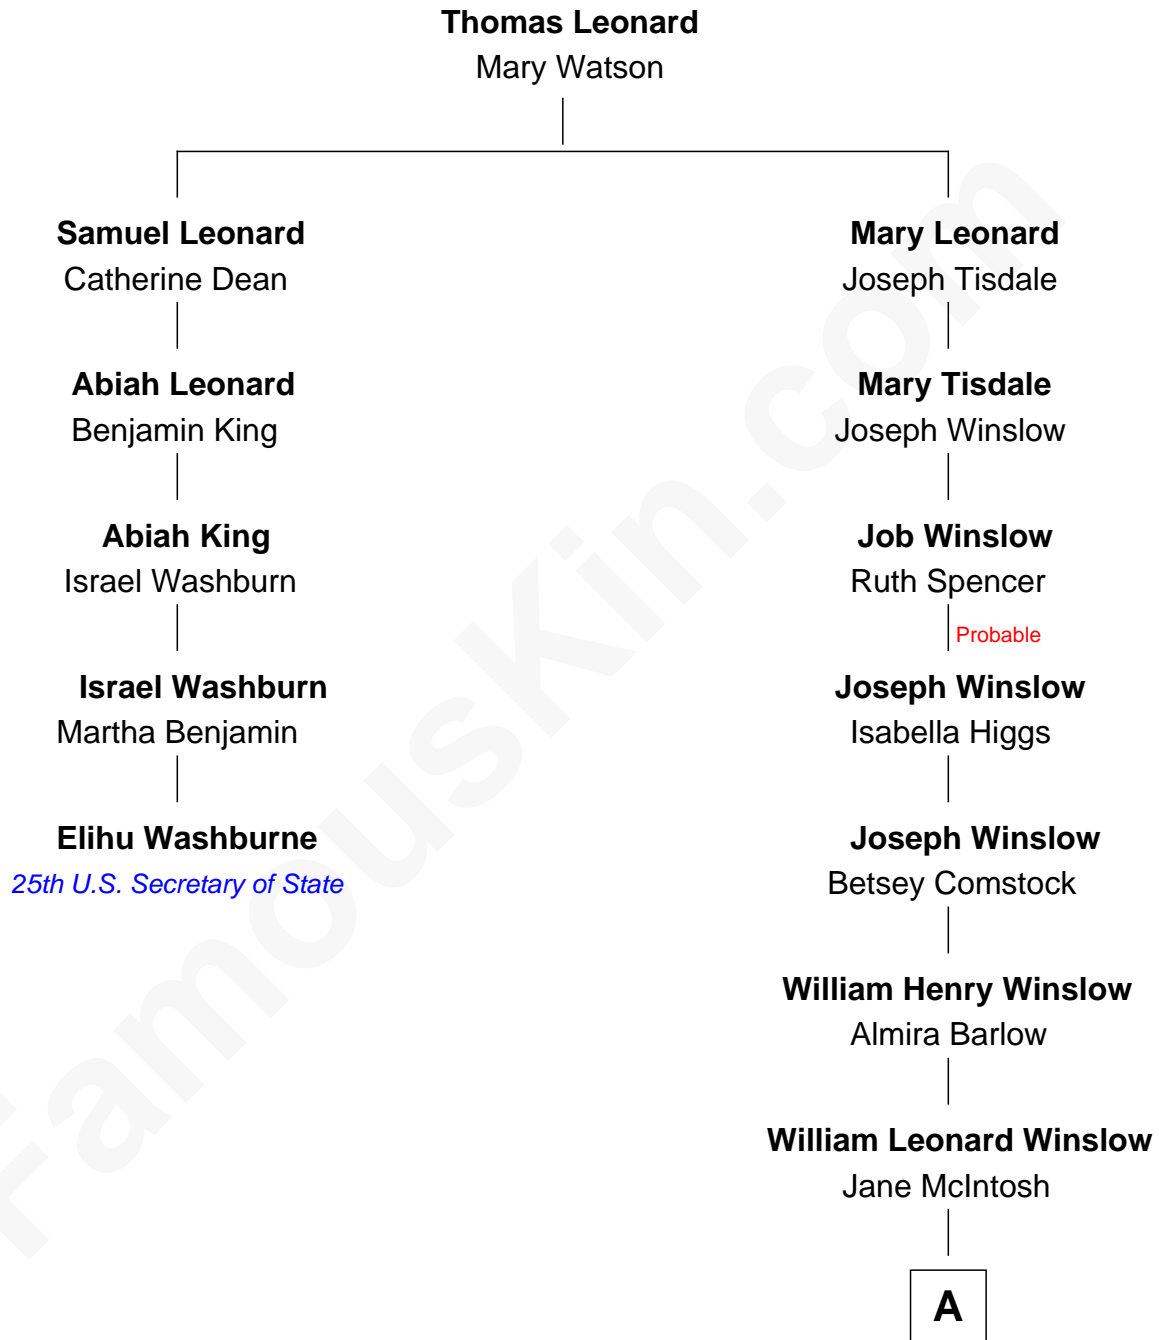 Thomas Leonard
Mary Watson
Samuel Leonard
Catherine Dean
Abiah Leonard
Benjamin King
Abiah King
Israel Washburn
Israel Washburn
Martha Benjamin
Elihu Washburne
25th U.S. Secretary of State
Mary Leonard
Joseph Tisdale
Mary Tisdale
Joseph Winslow
Job Winslow
Ruth Spencer
Probable
Joseph Winslow
Isabella Higgs
Joseph Winslow
Betsey Comstock
William Henry Winslow
Almira Barlow
William Leonard Winslow
Jane McIntosh
A
FamousKin.com